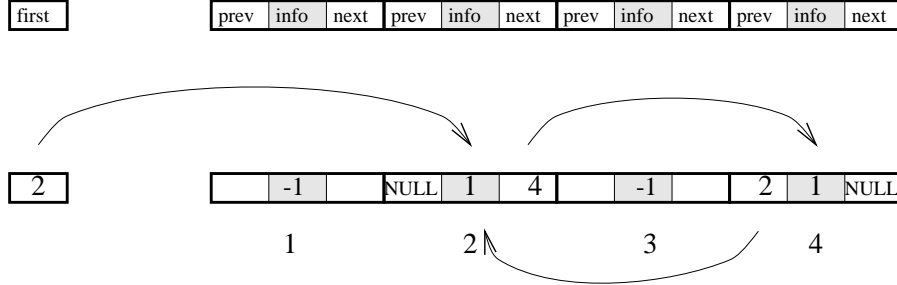 first prev info next prev info next prev info next prev info next
2 -1 NULL 1 4 -1 2 1 NULL
1 2 3 4